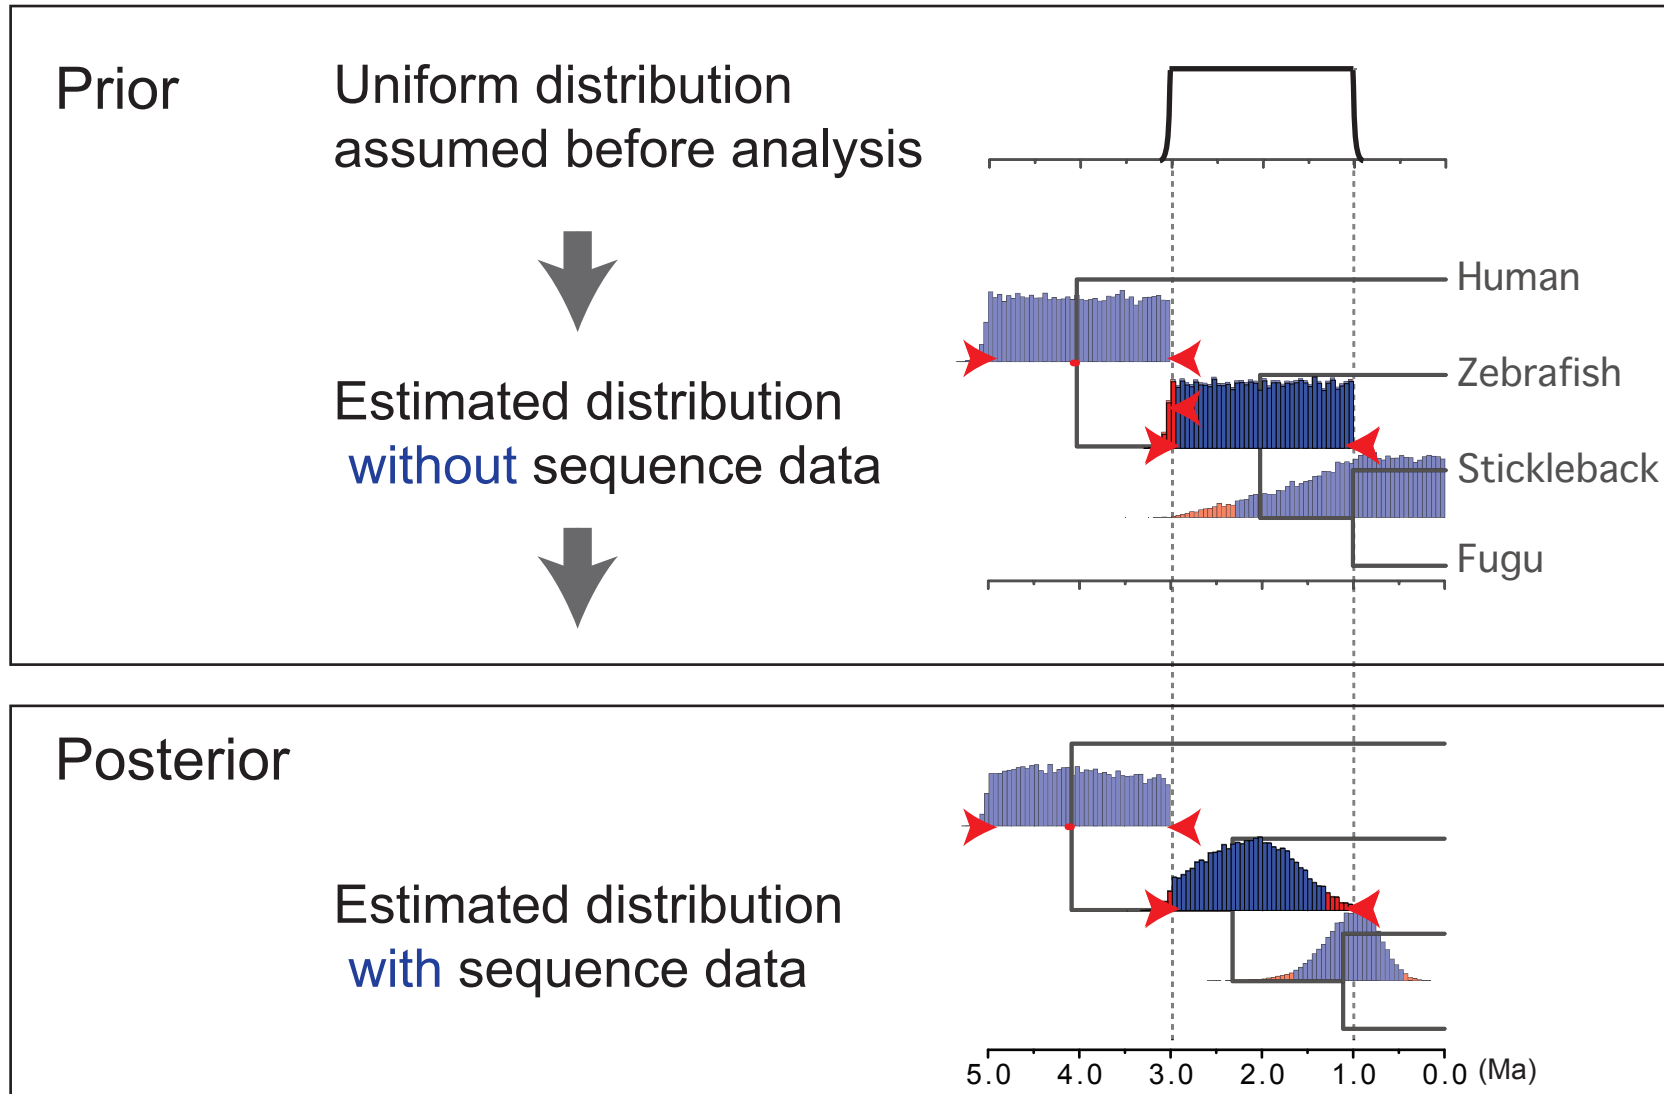 Prior
Uniform distribution
assumed before analysis
Human
Zebrafish
Estimated distribution
without sequence data
Stickleback
Fugu
Posterior
Estimated distribution
with sequence data
5.0 4.0 3.0 2.0 1.0 0.0 (Ma)